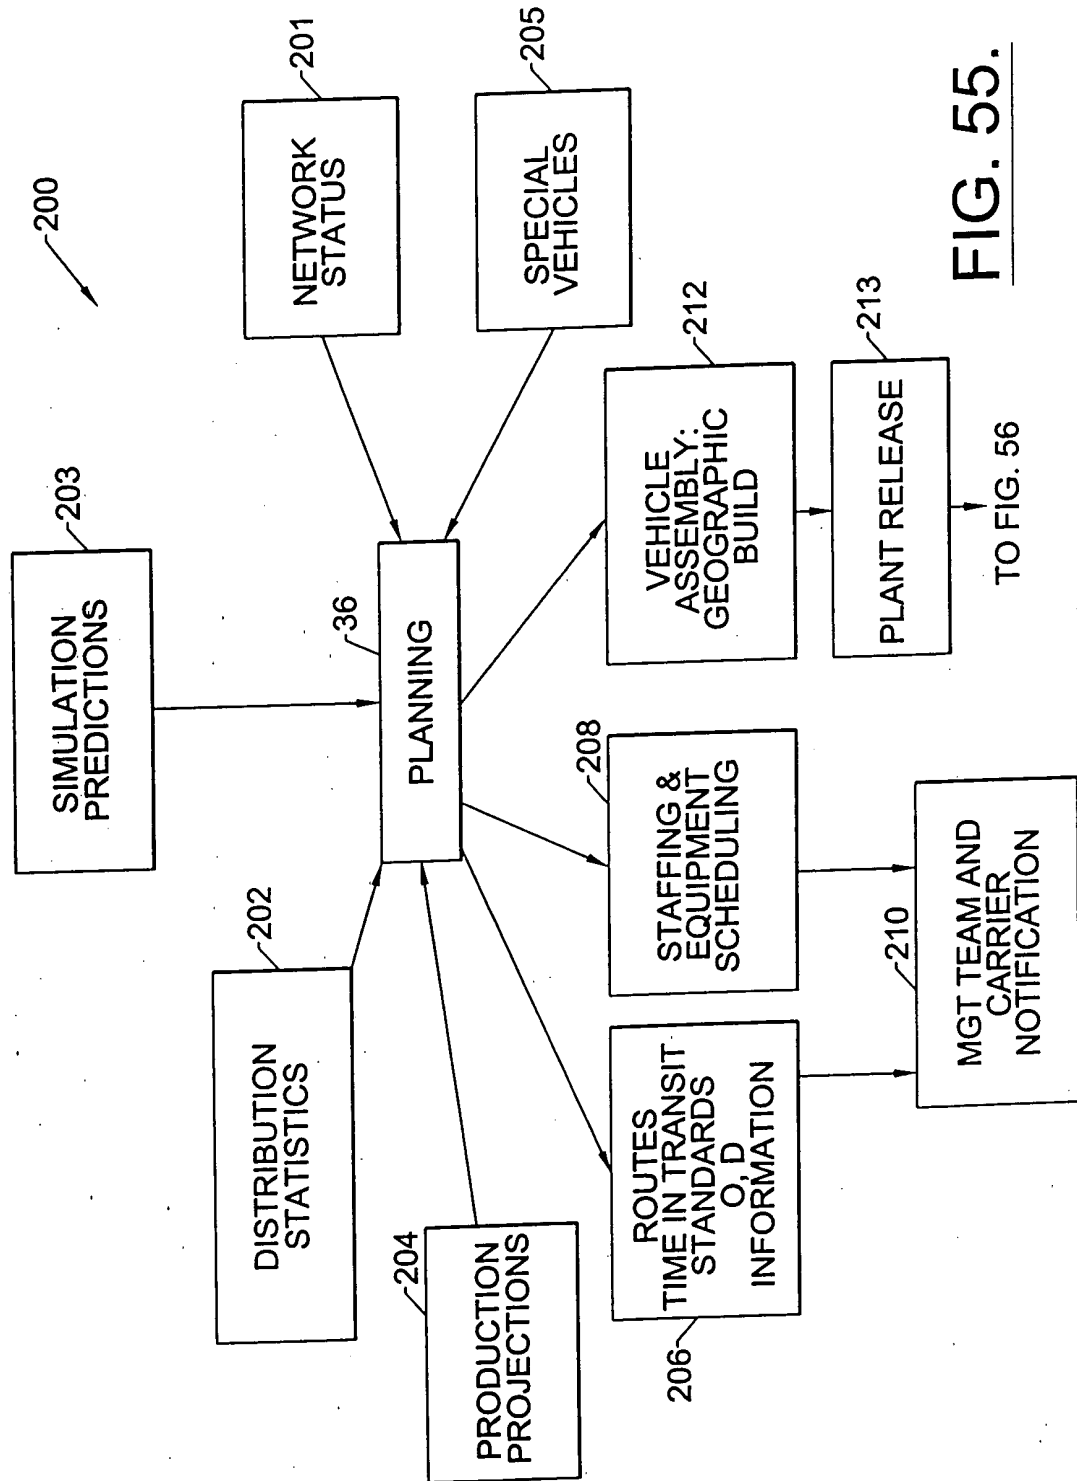 200
203
SIMULATION
PREDICTIONS
201
NETWORK
STATUS
202
DISTRIBUTION
STATISTICS
205
SPECIAL
VEHICLES
36
PLANNING
204
PRODUCTION
PROJECTIONS
206
ROUTES
TIME IN TRANSIT
STANDARDS
O, D
INFORMATION
208
STAFFING &
EQUIPMENT
SCHEDULING
212
VEHICLE
ASSEMBLY:
GEOGRAPHIC
BUILD
213
PLANT RELEASE
TO FIG. 56
210
MGT TEAM AND
CARRIER
NOTIFICATION
FIG. 55.